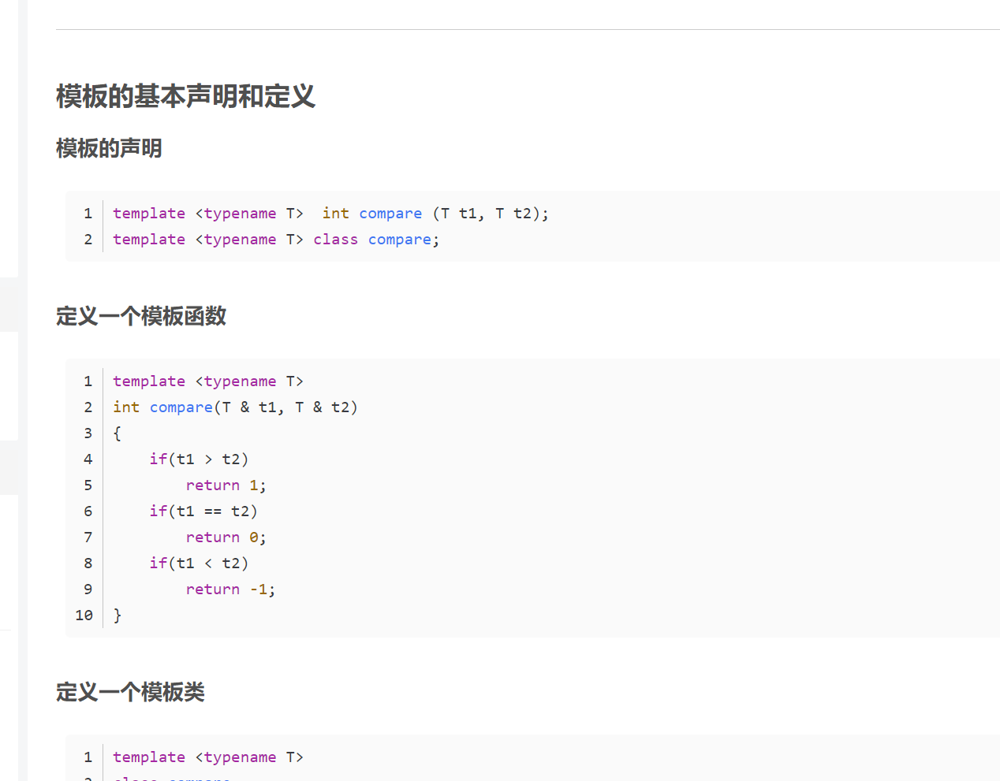 模板的基本声明和定义
模板的声明
1 template <typename T>  int compare (T t1, T t2);
2 template <typename T> class compare;
定义一个模板函数
1 template <typename T>
2 int compare(T & t1, T & t2)
3 {
4     if(t1 > t2)
5         return 1;
6     if(t1 == t2)
7         return 0;
8     if(t1 < t2)
9         return -1;
10 }
定义一个模板类
1 template <typename T>
2 class compare